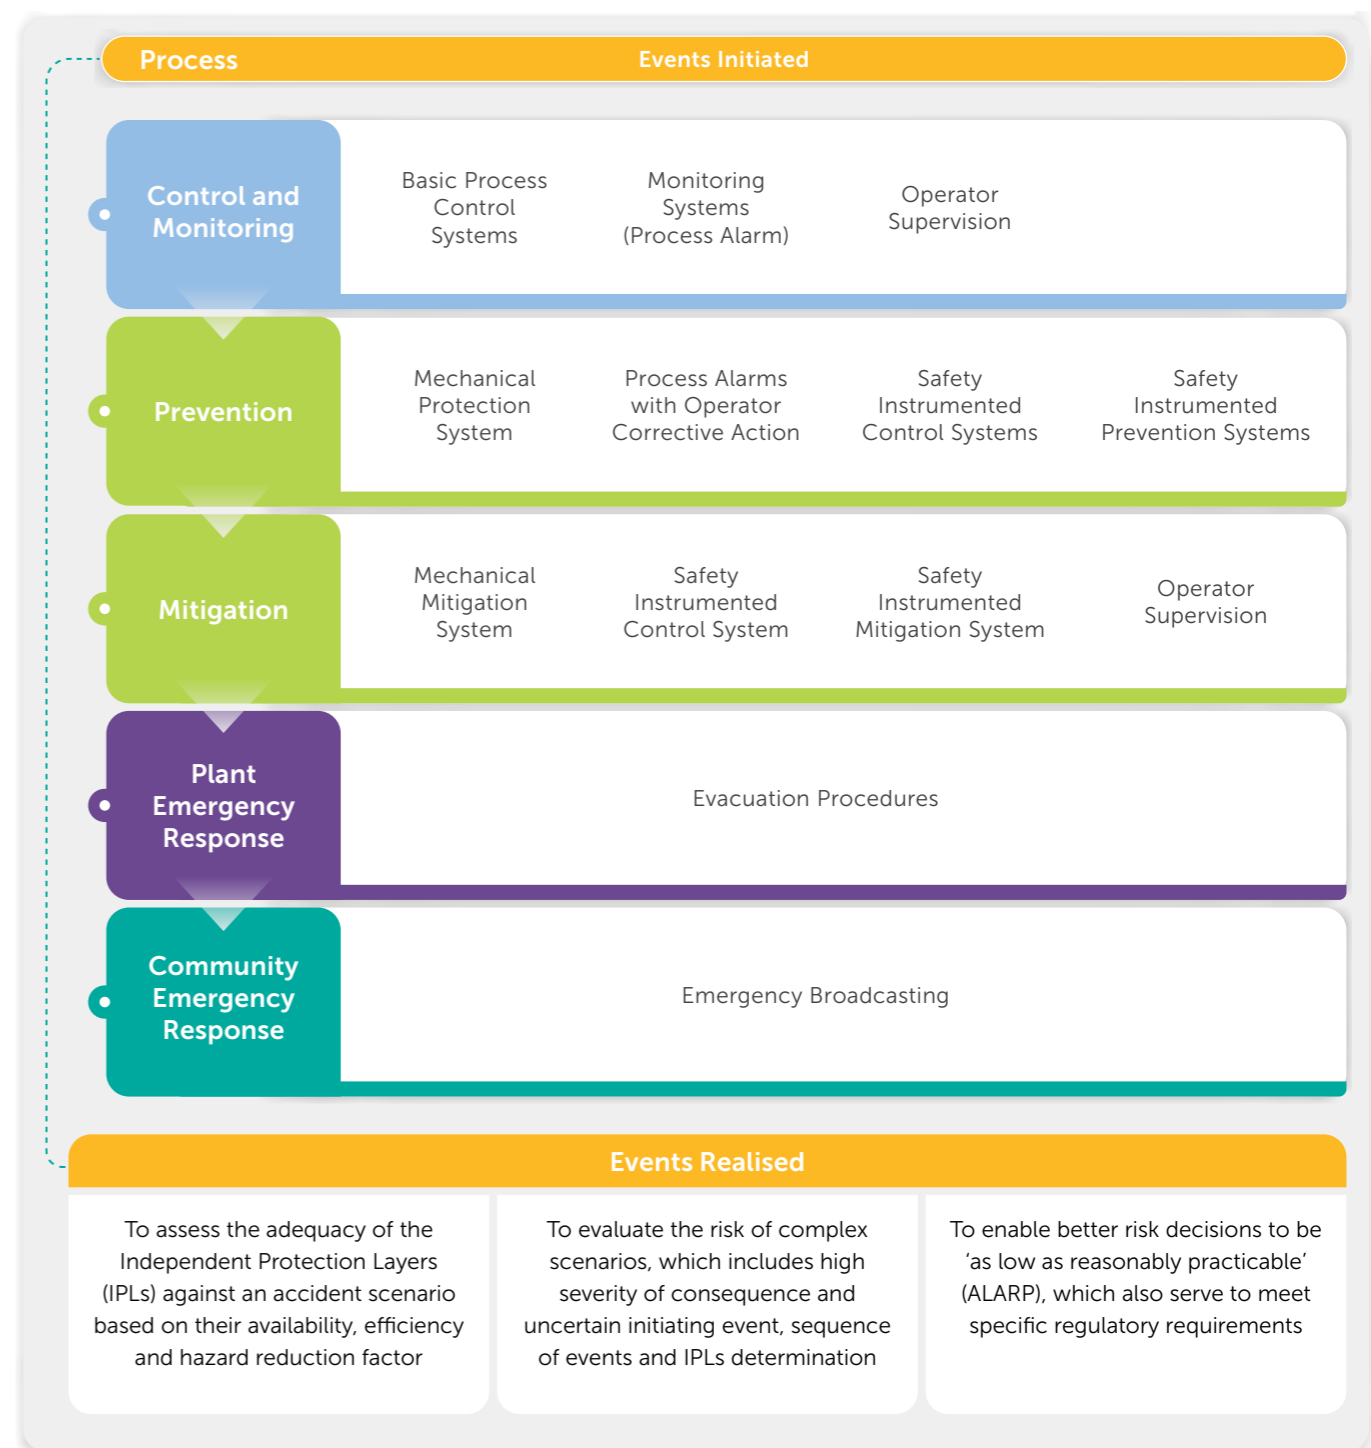 Process
Events Initiated
Control and
Monitoring
Basic Process
Control
Systems
Monitoring
Systems
(Process Alarm)
Operator
Supervision
Prevention
Mechanical
Protection
System
Process Alarms
with Operator
Corrective Action
Safety
Instrumented
Control Systems
Safety
Instrumented
Prevention Systems
Mitigation
Mechanical
Mitigation
System
Safety
Instrumented
Control System
Safety
Instrumented
Mitigation System
Operator
Supervision
Plant
Emergency
Response
Evacuation Procedures
Community
Emergency
Response
Emergency Broadcasting
Events Realised
To assess the adequacy of the
Independent Protection Layers
(IPLs) against an accident scenario
based on their availability, efficiency
and hazard reduction factor
To evaluate the risk of complex
scenarios, which includes high
severity of consequence and
uncertain initiating event, sequence
of events and IPLs determination
To enable better risk decisions to be
‘as low as reasonably practicable’
(ALARP), which also serve to meet
specific regulatory requirements